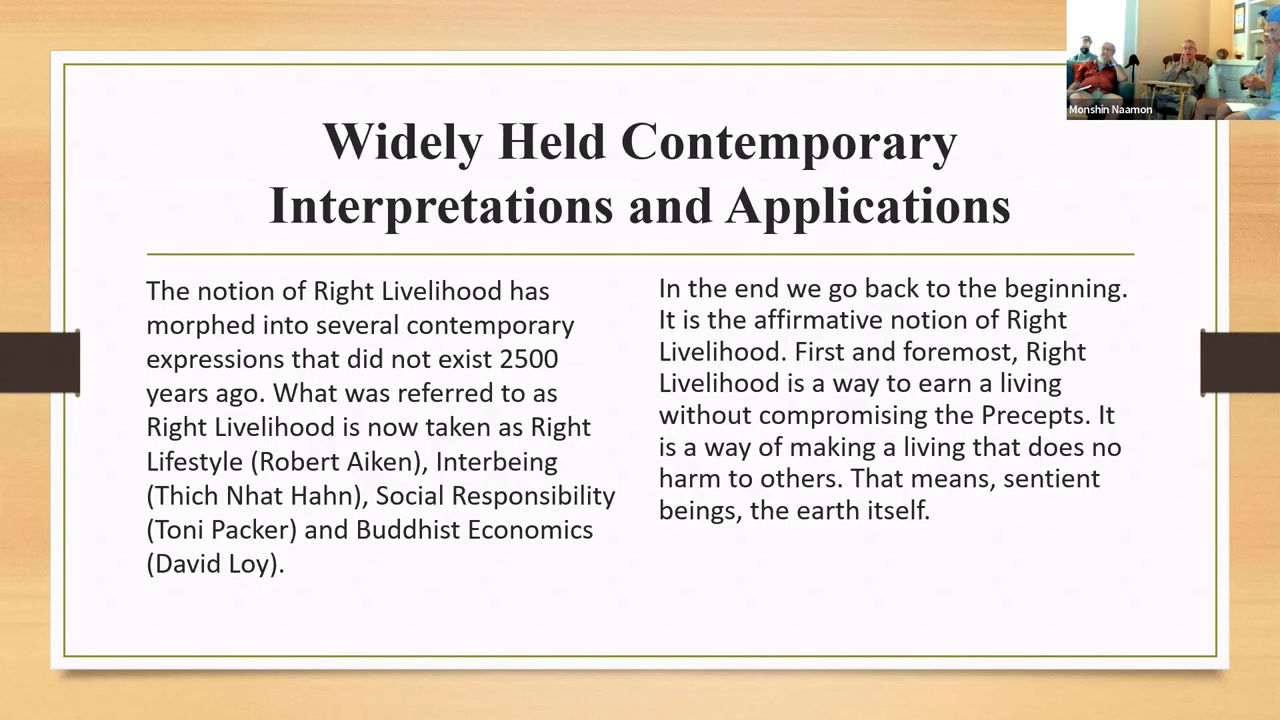 Monshin Naamon
Widely Held Contemporary
Interpretations and Applications
The notion of Right Livelihood has
morphed into several contemporary
expressions that did not exist 2500
years ago. What was referred to as
Right Livelihood is now taken as Right
Lifestyle (Robert Aiken), Interbeing
(Thich Nhat Hahn), Social Responsibility
(Toni Packer) and Buddhist Economics
(David Loy).
In the end we go back to the beginning.
It is the affirmative notion of Right
Livelihood. First and foremost, Right
Livelihood is a way to earn a living
without compromising the Precepts. It
is a way of making a living that does no
harm to others. That means, sentient
beings, the earth itself.